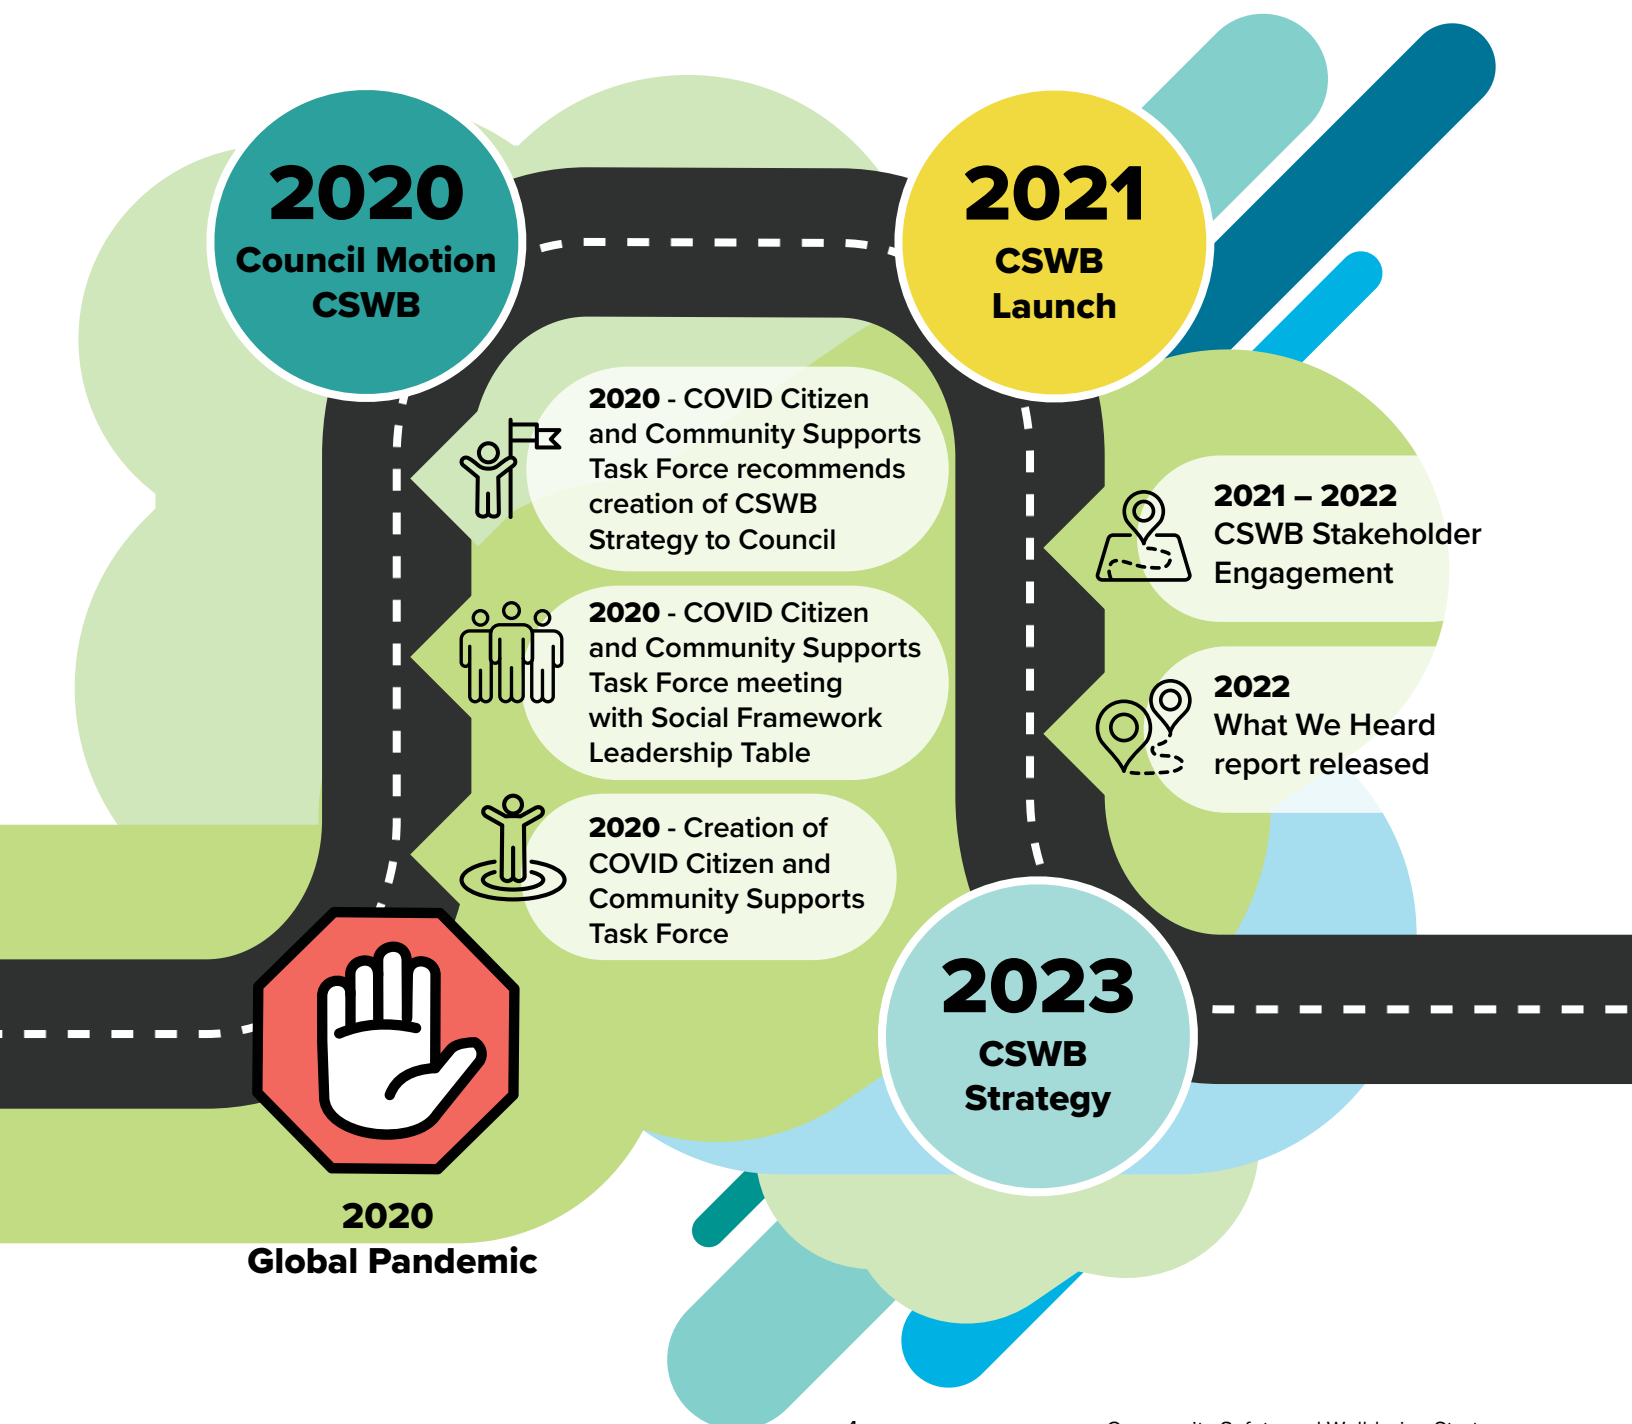 2020
Council Motion
CSWB
2021
CSWB
Launch
2020 - COVID Citizen
and Community Supports
Task Force recommends
creation of CSWB
Strategy to Council
2020 - COVID Citizen
and Community Supports
Task Force meeting
with Social Framework
Leadership Table
2020 - Creation of
COVID Citizen and
Community Supports
Task Force
2021 – 2022
CSWB Stakeholder
Engagement
2022
What We Heard
report released
2023
CSWB
Strategy
2020
Global Pandemic